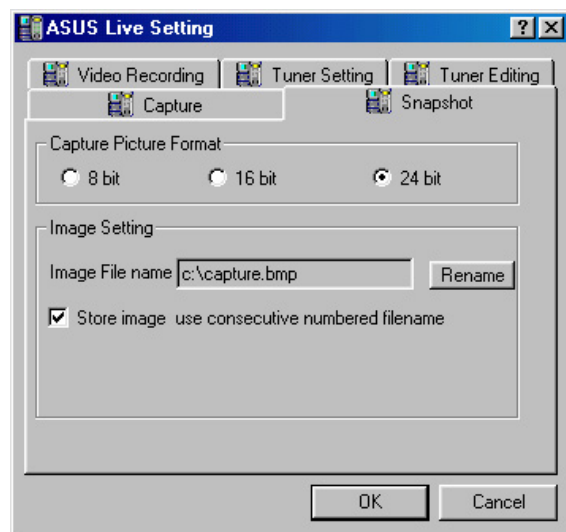 ASUS Live Setting
Video Recording Tuner Setting Tuner Editing
Capture Snapshot
Capture Picture Format
8 bit 16 bit 24 bit
Image Setting
Image File name c:\capture.bmp Rename
Store image  use consecutive numbered filename
OK Cancel